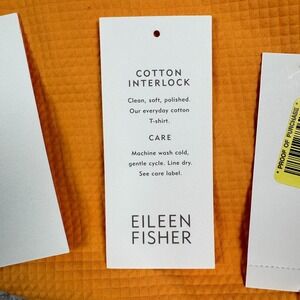 COTTON
INTERLOCK
Clean, soft, polished.
Our everyday cotton
T-shirt.
CARE
Machine wash cold,
gentle cycle. Line dry.
See care label.
EILEEN
FISHER
* PROOF OF PURCHASE *